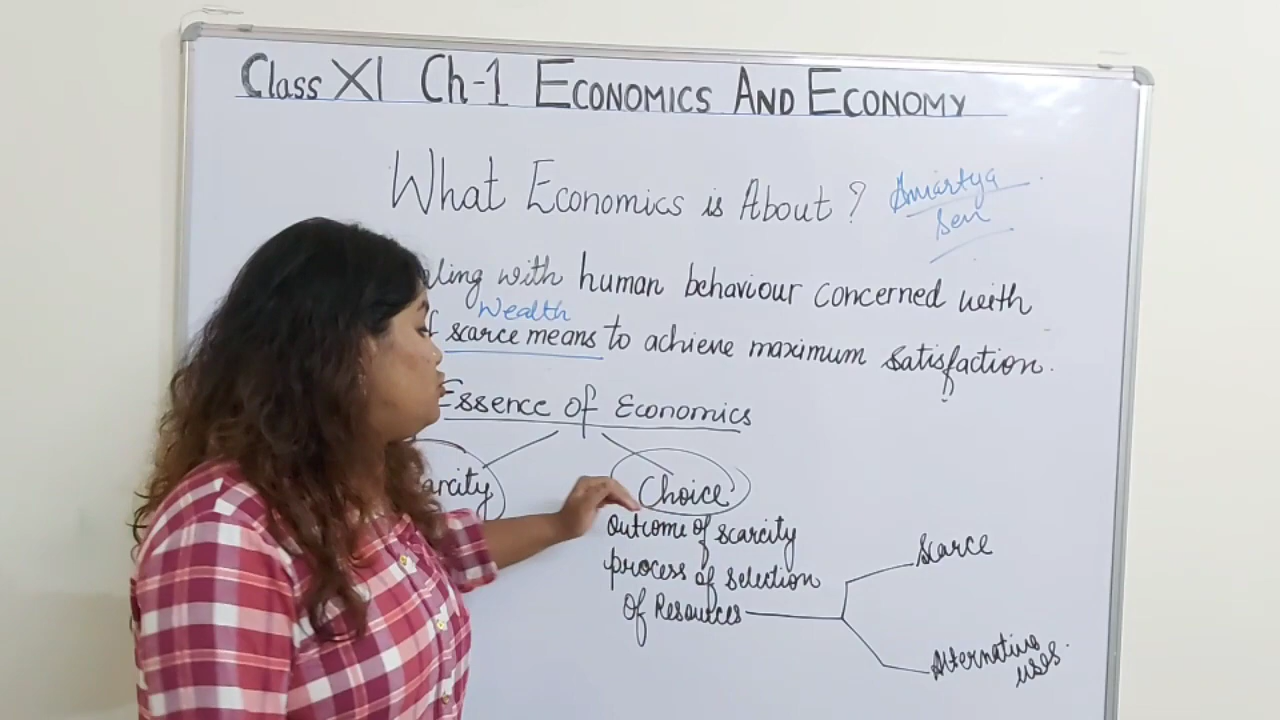 Class XI Ch-1 ECONOMICS AND ECONOMY
What Economics is About?
Amartya
Sen
ling with human behaviour concerned with
Wealth
f scarce means to achieve maximum satisfaction.
Essence of Economics
arcity
Choice
Outcome of scarcity
process of selection
Of Resources
Scarce
Alternative
uses.